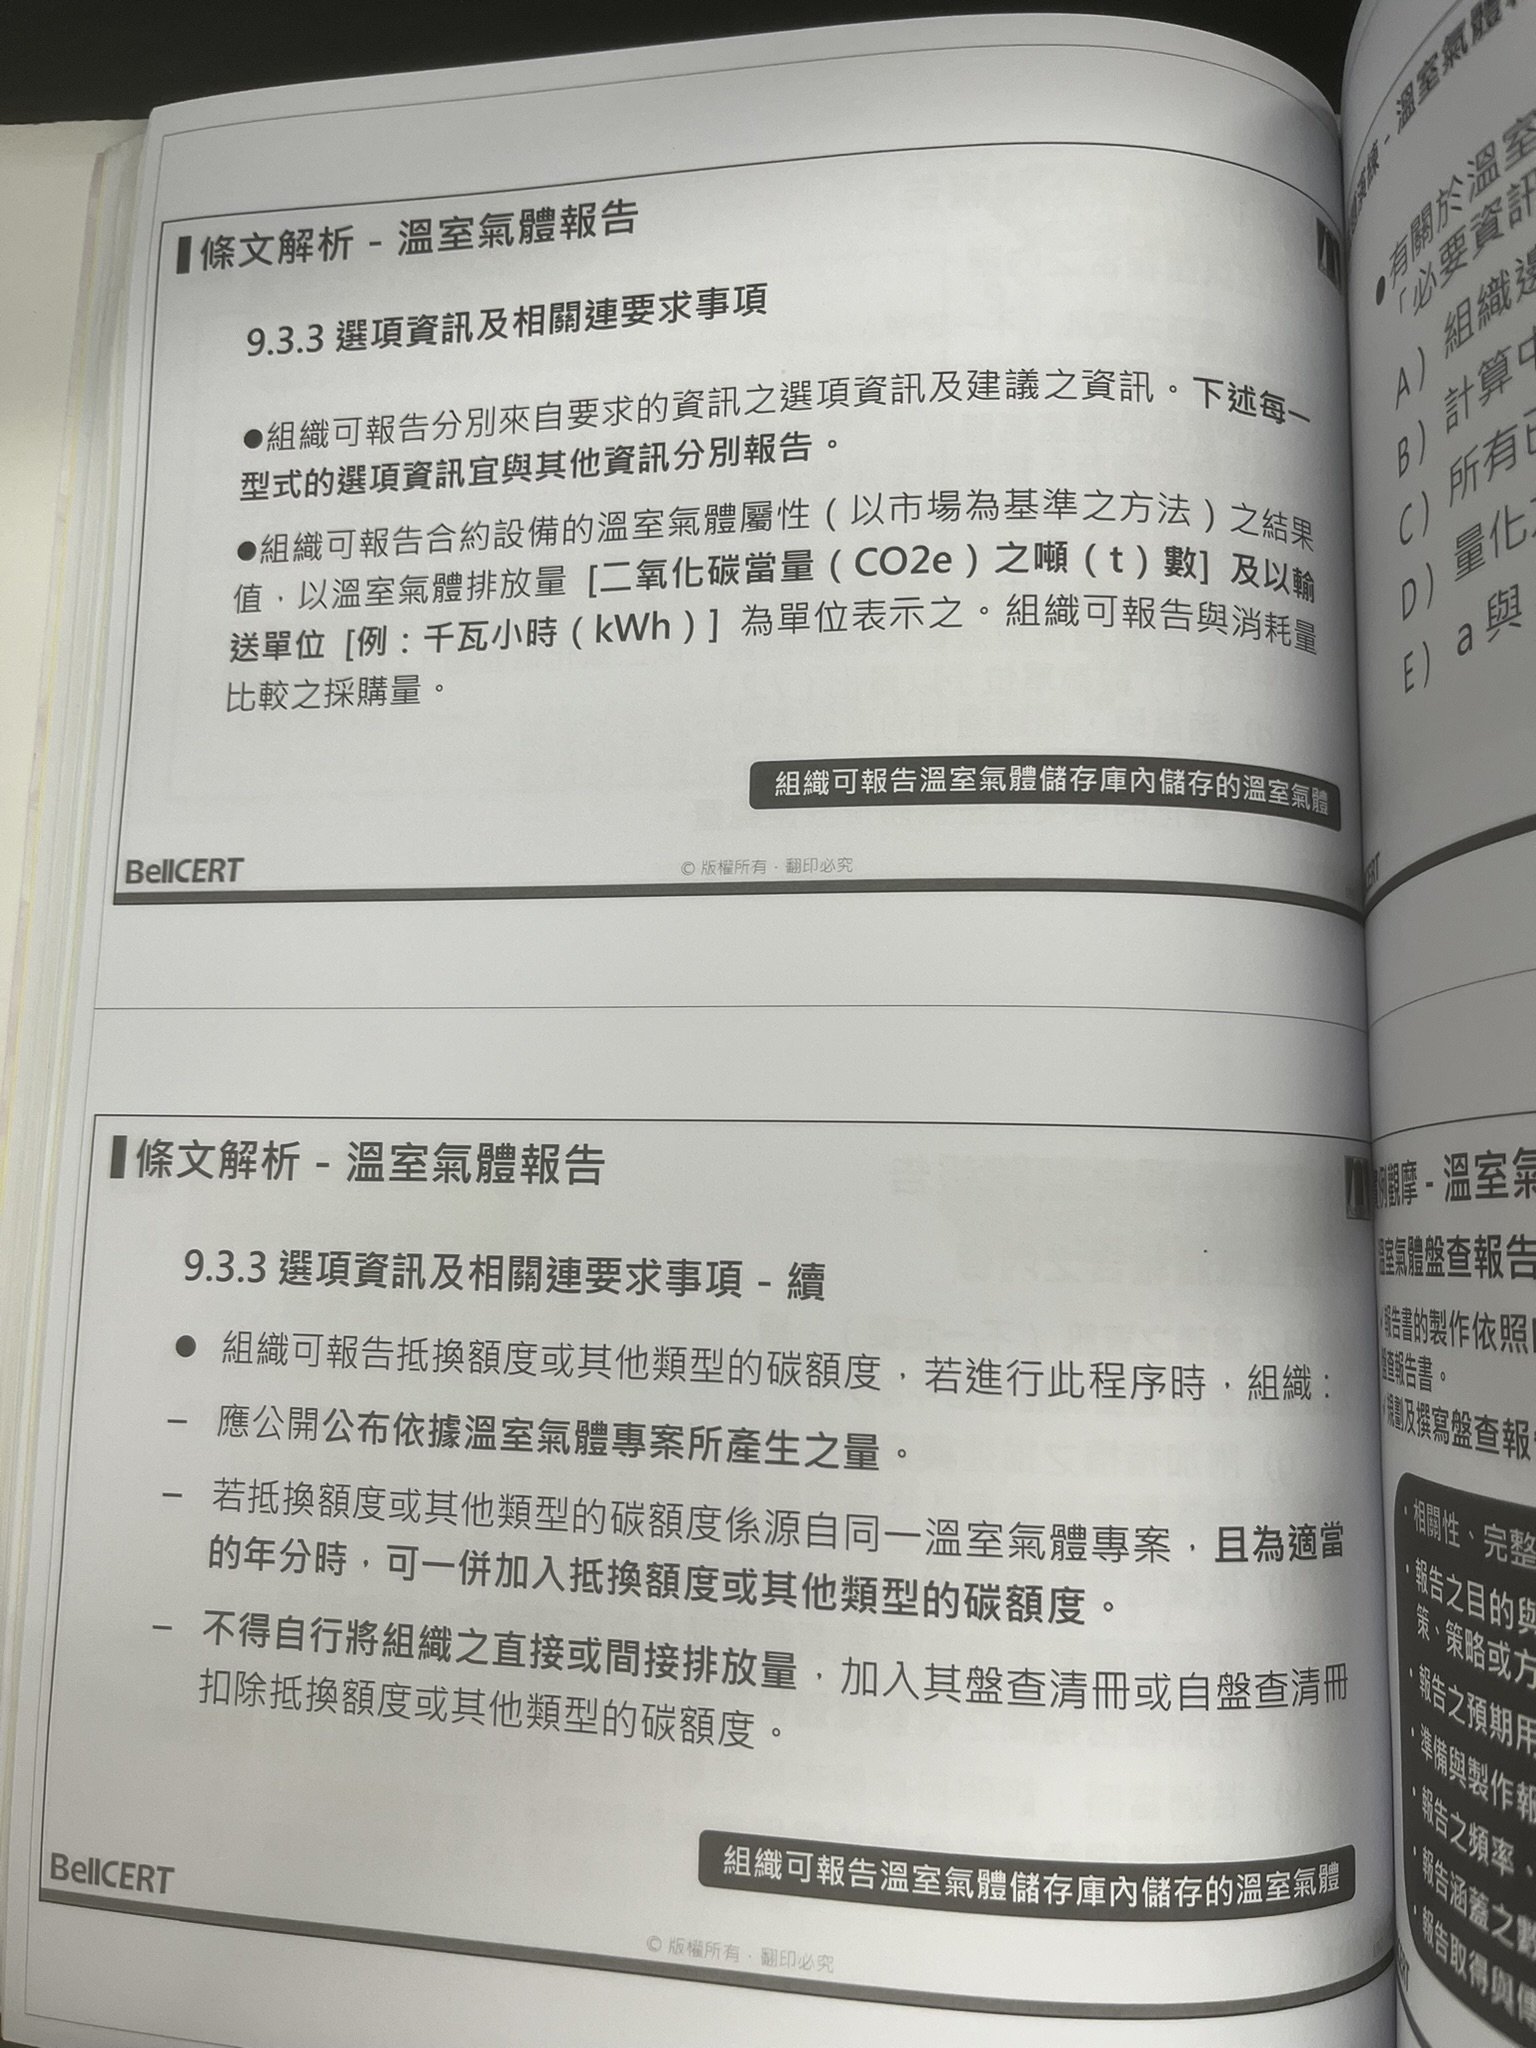 條文解析 - 溫室氣體報告
9.3.3 選項資訊及相關連要求事項
●組織可報告分別來自要求的資訊之選項資訊及建議之資訊。下述每一
型式的選項資訊宜與其他資訊分別報告。
●組織可報告合約設備的溫室氣體屬性（以市場為基準之方法）之結果
值，以溫室氣體排放量 [二氧化碳當量（CO2e）之噸（t）數] 及以輸
送單位 [例：千瓦小時（kWh）] 為單位表示之。組織可報告與消耗量
比較之採購量。
組織可報告溫室氣體儲存庫內儲存的溫室氣體
BellCERT
© 版權所有，翻印必究
條文解析 - 溫室氣體報告
9.3.3 選項資訊及相關連要求事項 - 續
● 組織可報告抵換額度或其他類型的碳額度，若進行此程序時，組織：
– 應公開公布依據溫室氣體專案所產生之量。
– 若抵換額度或其他類型的碳額度係源自同一溫室氣體專案，且為適當
的年分時，可一併加入抵換額度或其他類型的碳額度。
– 不得自行將組織之直接或間接排放量，加入其盤查清冊或自盤查清冊
扣除抵換額度或其他類型的碳額度。
組織可報告溫室氣體儲存庫內儲存的溫室氣體
BellCERT
© 版權所有，翻印必究
- 溫室氣體
●有關於溫室
「必要資訊
A) 組織邊
B) 計算中
C) 所有已
D) 量化
E) a 與
CERT
例觀摩 - 溫室氣
溫室氣體盤查報告
報告書的製作依照
查報告書。
規劃及撰寫盤查報
・相關性、完整
・報告之目的與
策、策略或方
・報告之預期用
・準備與製作報
・報告之頻率、
・報告涵蓋之數
・報告取得與傳